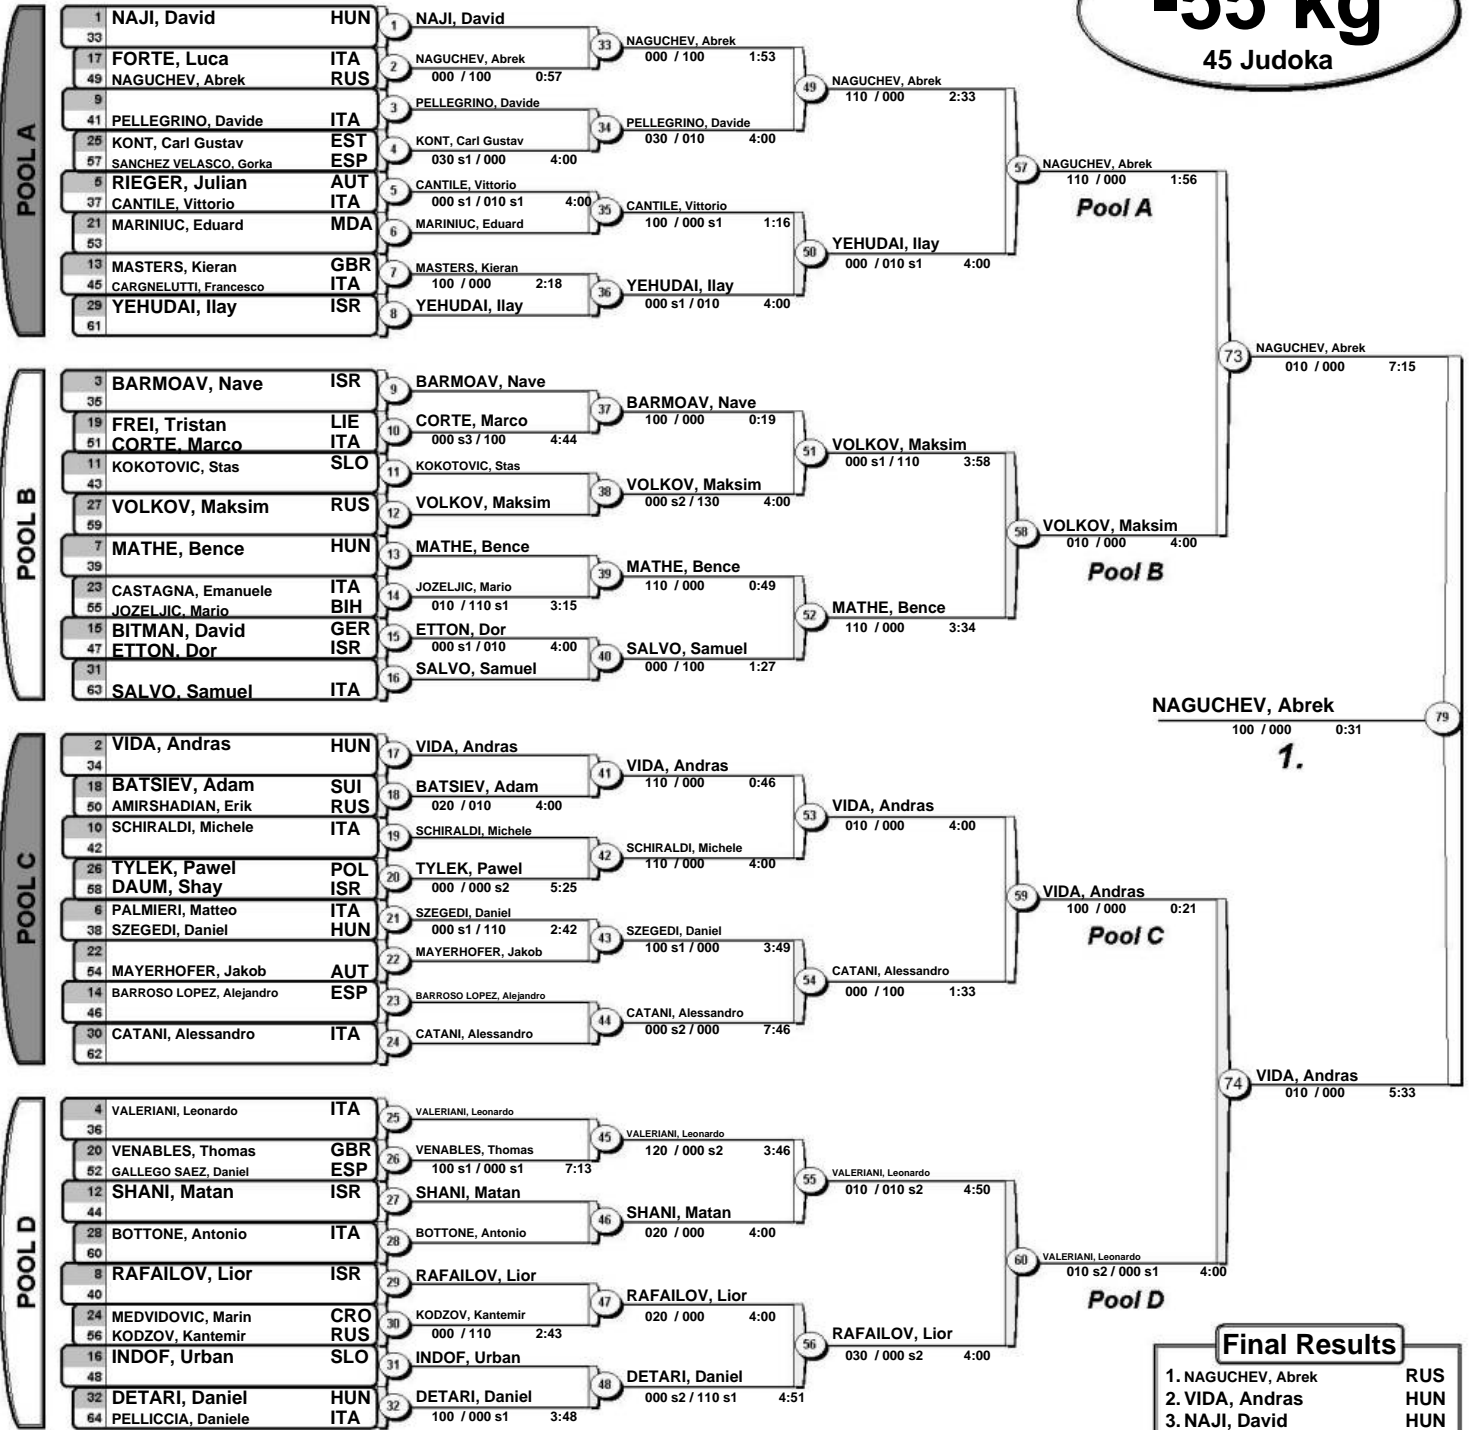 -55 kg
45 Judoka
POOL A
1 NAJI, David HUN
33
17 FORTE, Luca ITA
49 NAGUCHEV, Abrek RUS
9
41 PELLEGRINO, Davide ITA
25 KONT, Carl Gustav EST
57 SANCHEZ VELASCO, Gorka ESP
5 RIEGER, Julian AUT
37 CANTILE, Vittorio ITA
21 MARINIUC, Eduard MDA
53
13 MASTERS, Kieran GBR
45 CARGNELUTTI, Francesco ITA
29 YEHUDAI, Ilay ISR
61
1 NAJI, David
2 NAGUCHEV, Abrek
000 / 100 0:57
3 PELLEGRINO, Davide
4 KONT, Carl Gustav
030 s1 / 000 4:00
5 CANTILE, Vittorio
000 s1 / 010 s1 4:00
6 MARINIUC, Eduard
7 MASTERS, Kieran
100 / 000 2:18
8 YEHUDAI, Ilay
33 NAGUCHEV, Abrek
000 / 100 1:53
34 PELLEGRINO, Davide
030 / 010 4:00
35 CANTILE, Vittorio
100 / 000 s1 1:16
36 YEHUDAI, Ilay
000 s1 / 010 4:00
49 NAGUCHEV, Abrek
110 / 000 2:33
50 YEHUDAI, Ilay
000 / 010 s1 4:00
57 NAGUCHEV, Abrek
110 / 000 1:56
Pool A
POOL B
3 BARMOAV, Nave ISR
35
19 FREI, Tristan LIE
51 CORTE, Marco ITA
11 KOKOTOVIC, Stas SLO
43
27 VOLKOV, Maksim RUS
59
7 MATHE, Bence HUN
39
23 CASTAGNA, Emanuele ITA
55 JOZELJIC, Mario BIH
15 BITMAN, David GER
47 ETTON, Dor ISR
31
63 SALVO, Samuel ITA
9 BARMOAV, Nave
10 CORTE, Marco
000 s3 / 100 4:44
11 KOKOTOVIC, Stas
12 VOLKOV, Maksim
13 MATHE, Bence
14 JOZELJIC, Mario
010 / 110 s1 3:15
15 ETTON, Dor
000 s1 / 010 4:00
16 SALVO, Samuel
37 BARMOAV, Nave
100 / 000 0:19
38 VOLKOV, Maksim
000 s2 / 130 4:00
39 MATHE, Bence
110 / 000 0:49
40 SALVO, Samuel
000 / 100 1:27
51 VOLKOV, Maksim
000 s1 / 110 3:58
52 MATHE, Bence
110 / 000 3:34
58 VOLKOV, Maksim
010 / 000 4:00
Pool B
73 NAGUCHEV, Abrek
010 / 000 7:15
POOL C
2 VIDA, Andras HUN
34
18 BATSIEV, Adam SUI
50 AMIRSHADIAN, Erik RUS
10 SCHIRALDI, Michele ITA
42
26 TYLEK, Pawel POL
58 DAUM, Shay ISR
6 PALMIERI, Matteo ITA
38 SZEGEDI, Daniel HUN
22
54 MAYERHOFER, Jakob AUT
14 BARROSO LOPEZ, Alejandro ESP
46
30 CATANI, Alessandro ITA
62
17 VIDA, Andras
18 BATSIEV, Adam
020 / 010 4:00
19 SCHIRALDI, Michele
20 TYLEK, Pawel
000 / 000 s2 5:25
21 SZEGEDI, Daniel
000 s1 / 110 2:42
22 MAYERHOFER, Jakob
23 BARROSO LOPEZ, Alejandro
24 CATANI, Alessandro
41 VIDA, Andras
110 / 000 0:46
42 SCHIRALDI, Michele
110 / 000 4:00
43 SZEGEDI, Daniel
100 s1 / 000 3:49
44 CATANI, Alessandro
000 s2 / 000 7:46
53 VIDA, Andras
010 / 000 4:00
54 CATANI, Alessandro
000 / 100 1:33
59 VIDA, Andras
100 / 000 0:21
Pool C
POOL D
4 VALERIANI, Leonardo ITA
36
20 VENABLES, Thomas GBR
52 GALLEGO SAEZ, Daniel ESP
12 SHANI, Matan ISR
44
28 BOTTONE, Antonio ITA
60
8 RAFAILOV, Lior ISR
40
24 MEDVIDOVIC, Marin CRO
56 KODZOV, Kantemir RUS
16 INDOF, Urban SLO
48
32 DETARI, Daniel HUN
64 PELLICCIA, Daniele ITA
25 VALERIANI, Leonardo
26 VENABLES, Thomas
100 s1 / 000 s1 7:13
27 SHANI, Matan
28 BOTTONE, Antonio
29 RAFAILOV, Lior
30 KODZOV, Kantemir
000 / 110 2:43
31 INDOF, Urban
32 DETARI, Daniel
100 / 000 s1 3:48
45 VALERIANI, Leonardo
120 / 000 s2 3:46
46 SHANI, Matan
020 / 000 4:00
47 RAFAILOV, Lior
020 / 000 4:00
48 DETARI, Daniel
000 s2 / 110 s1 4:51
55 VALERIANI, Leonardo
010 / 010 s2 4:50
56 RAFAILOV, Lior
030 / 000 s2 4:00
60 VALERIANI, Leonardo
010 s2 / 000 s1 4:00
Pool D
74 VIDA, Andras
010 / 000 5:33
NAGUCHEV, Abrek 79
100 / 000 0:31
1.
Final Results
1. NAGUCHEV, Abrek RUS
2. VIDA, Andras HUN
3. NAJI, David HUN